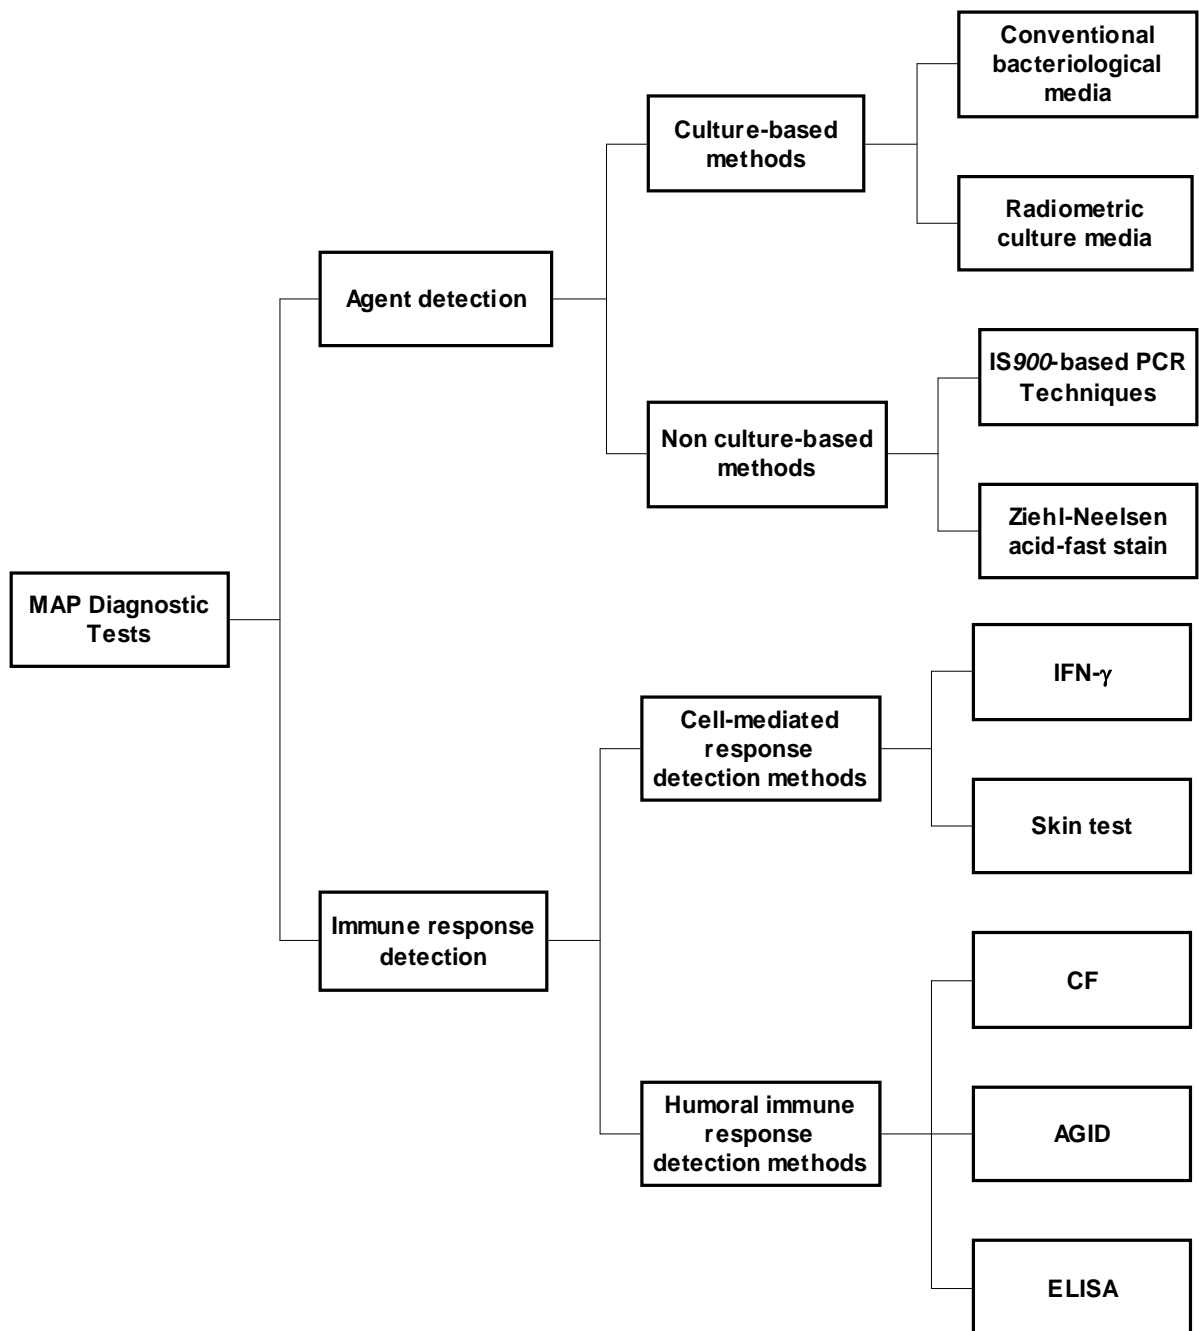 Conventional
bacteriological
media
Culture-based
methods
Radiometric
culture media
Agent detection
IS900-based PCR
Techniques
Non culture-based
methods
Ziehl-Neelsen
acid-fast stain
MAP Diagnostic
Tests
IFN-γ
Cell-mediated
response
detection methods
Skin test
Immune response
detection
CF
Humoral immune
response
detection methods
AGID
ELISA